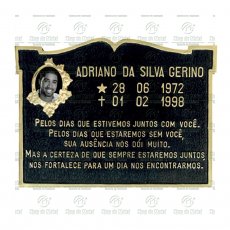 ADRIANO DA SILVA GERINO
★ 28 06 1972
✝ 01 02 1998
PELOS DIAS QUE ESTIVEMOS JUNTOS COM VOCÊ.
PELOS DIAS QUE ESTAREMOS SEM VOCÊ
SUA AUSÊNCIA NOS DÓI MUITO.
MAS A CERTEZA DE QUE SEMPRE ESTAREMOS JUNTOS
NOS FORTALECE PARA UM DIA NOS ENCONTRARMOS.